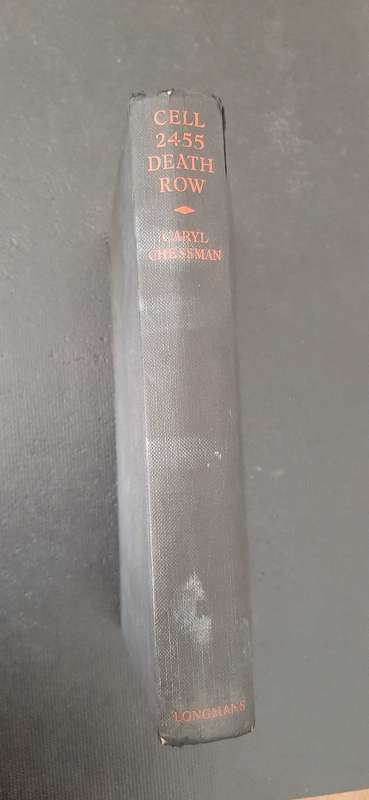 CELL
2455
DEATH
ROW
CARYL
CHESSMAN
LONGMANS